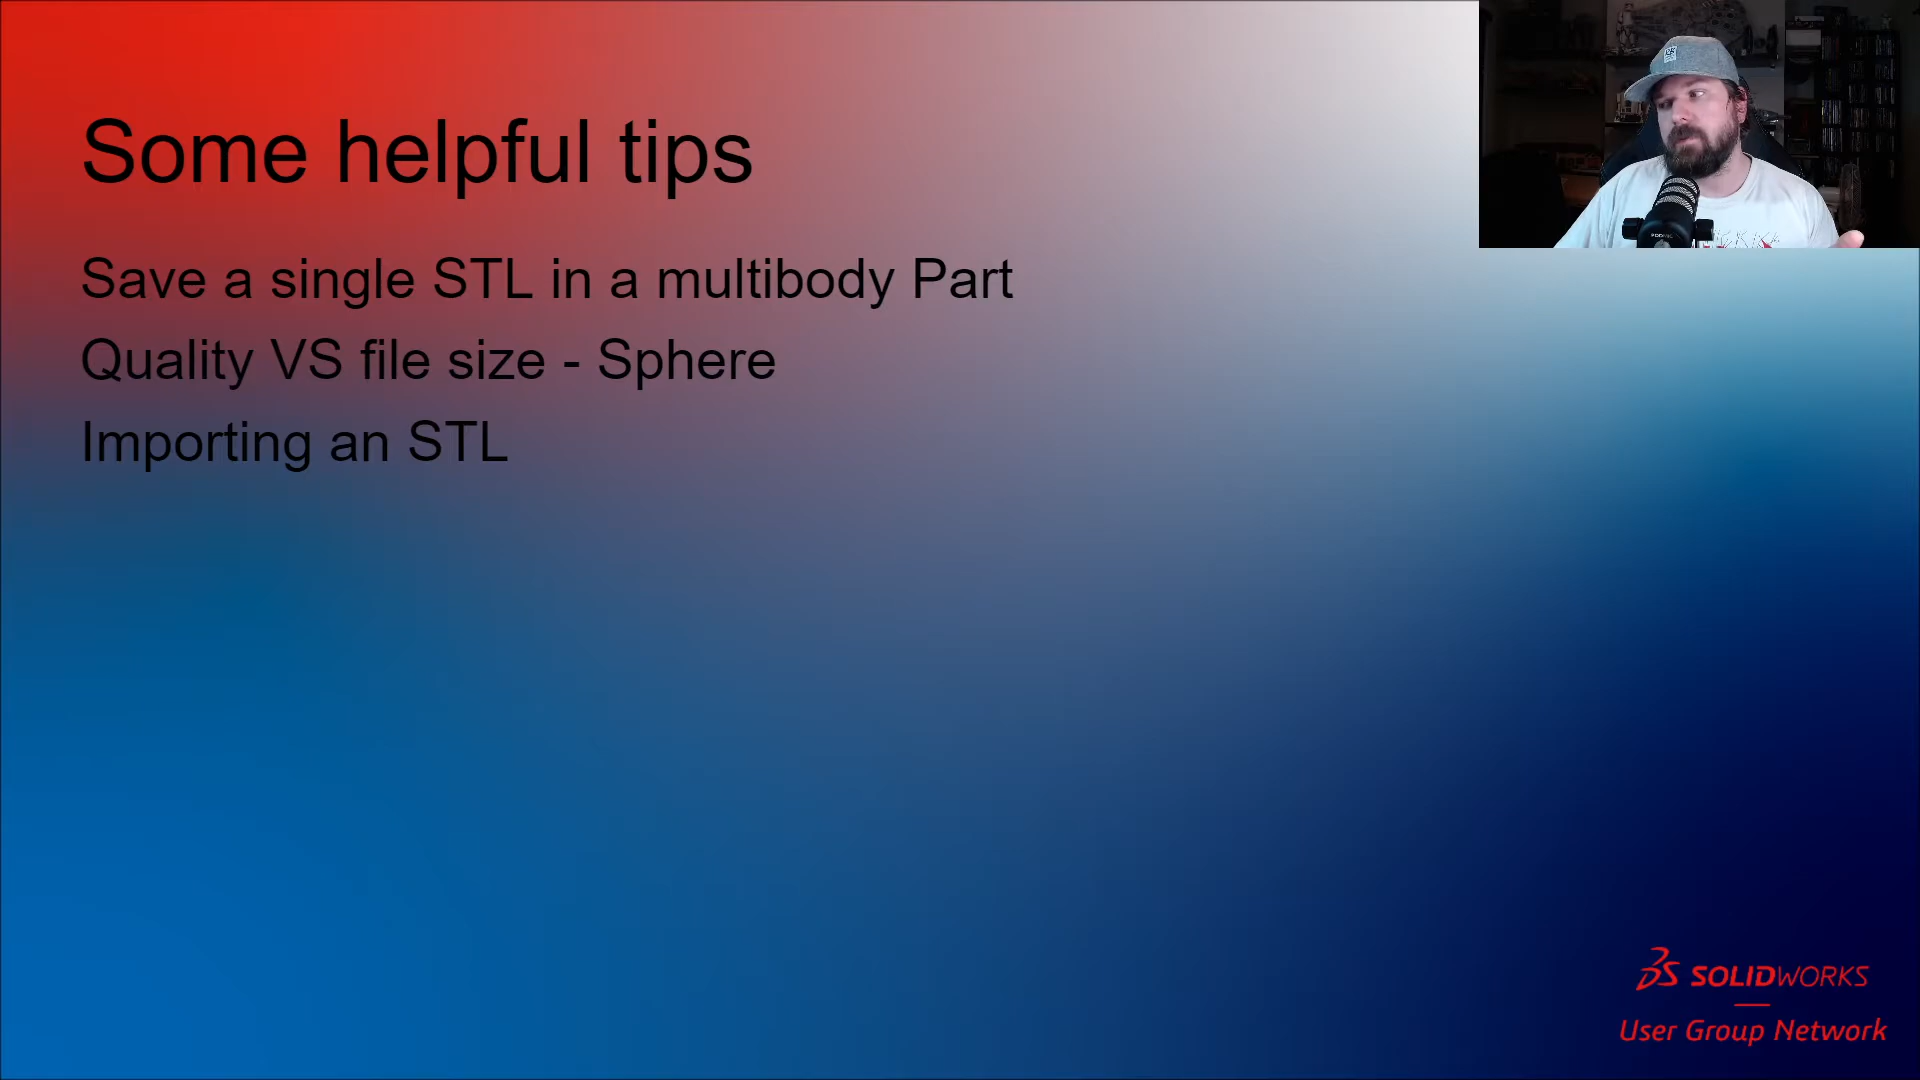 Some helpful tips
Save a single STL in a multibody Part
Quality VS file size - Sphere
Importing an STL
SOLIDWORKS
User Group Network